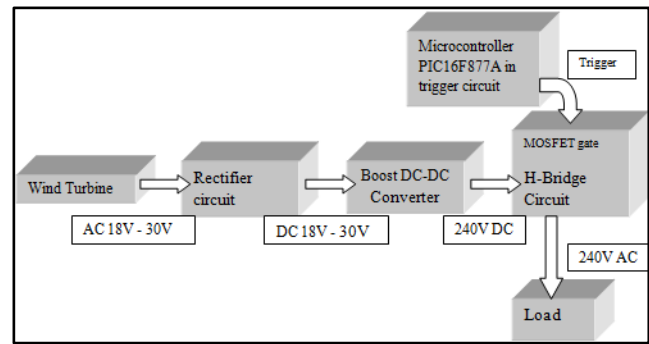 Microcontroller
PIC16F877A in
trigger circuit
Trigger
MOSFET gate
H-Bridge
Circuit
Boost DC-DC
Converter
Rectifier
circuit
Wind Turbine
AC 18V - 30V
DC 18V - 30V
240V DC
240V AC
Load